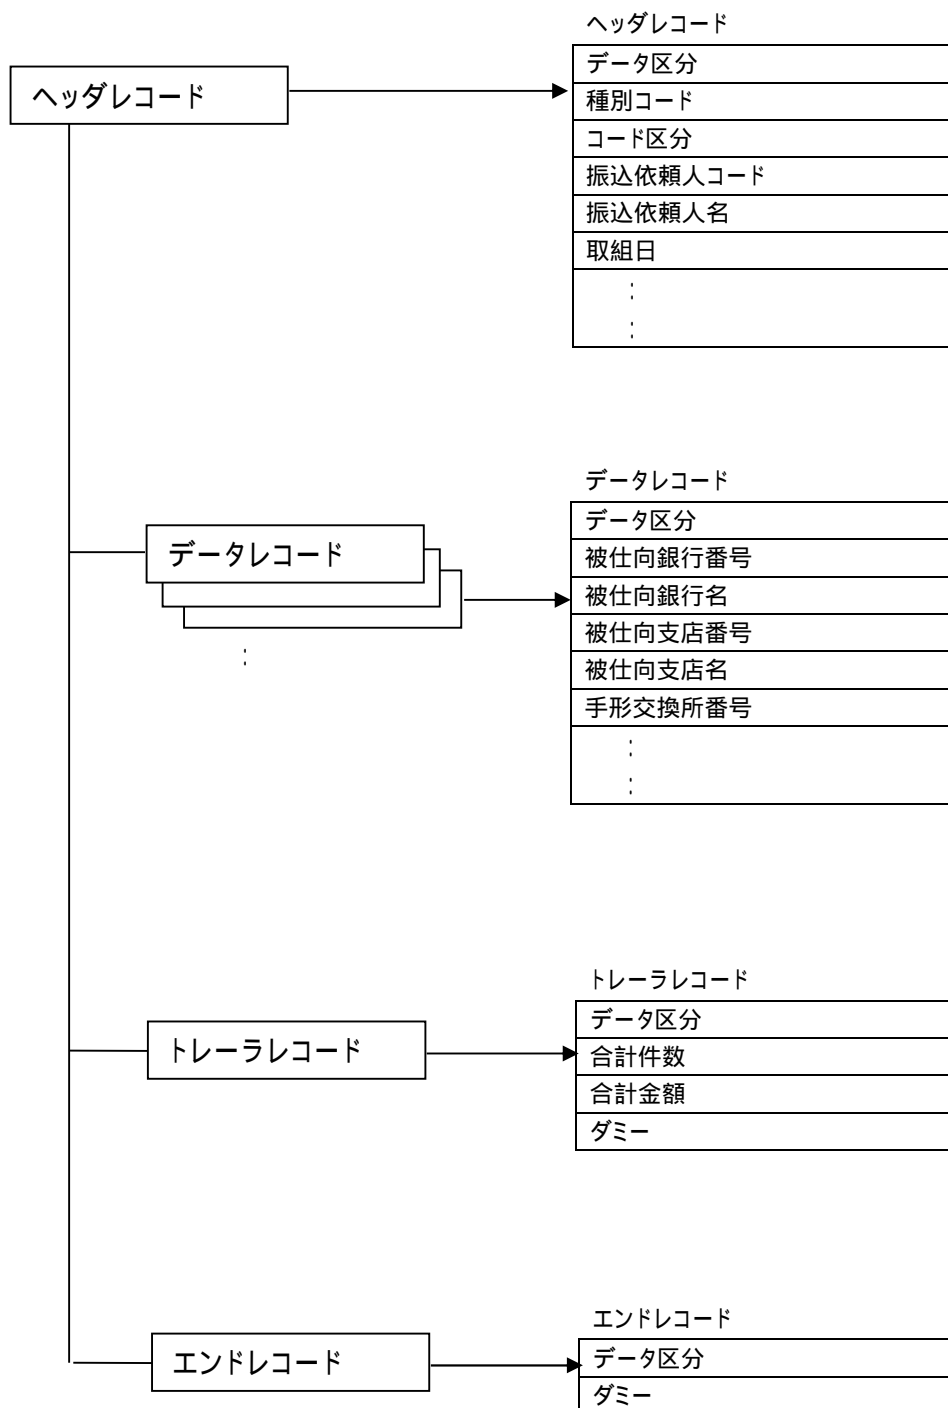 ヘッダレコード
ヘッダレコード
データ区分
種別コード
コード区分
振込依頼人コード
振込依頼人名
取組日
:
:
データレコード
:
データレコード
データ区分
被仕向銀行番号
被仕向銀行名
被仕向支店番号
被仕向支店名
手形交換所番号
:
:
トレーラレコード
トレーラレコード
データ区分
合計件数
合計金額
ダミー
エンドレコード
エンドレコード
データ区分
ダミー